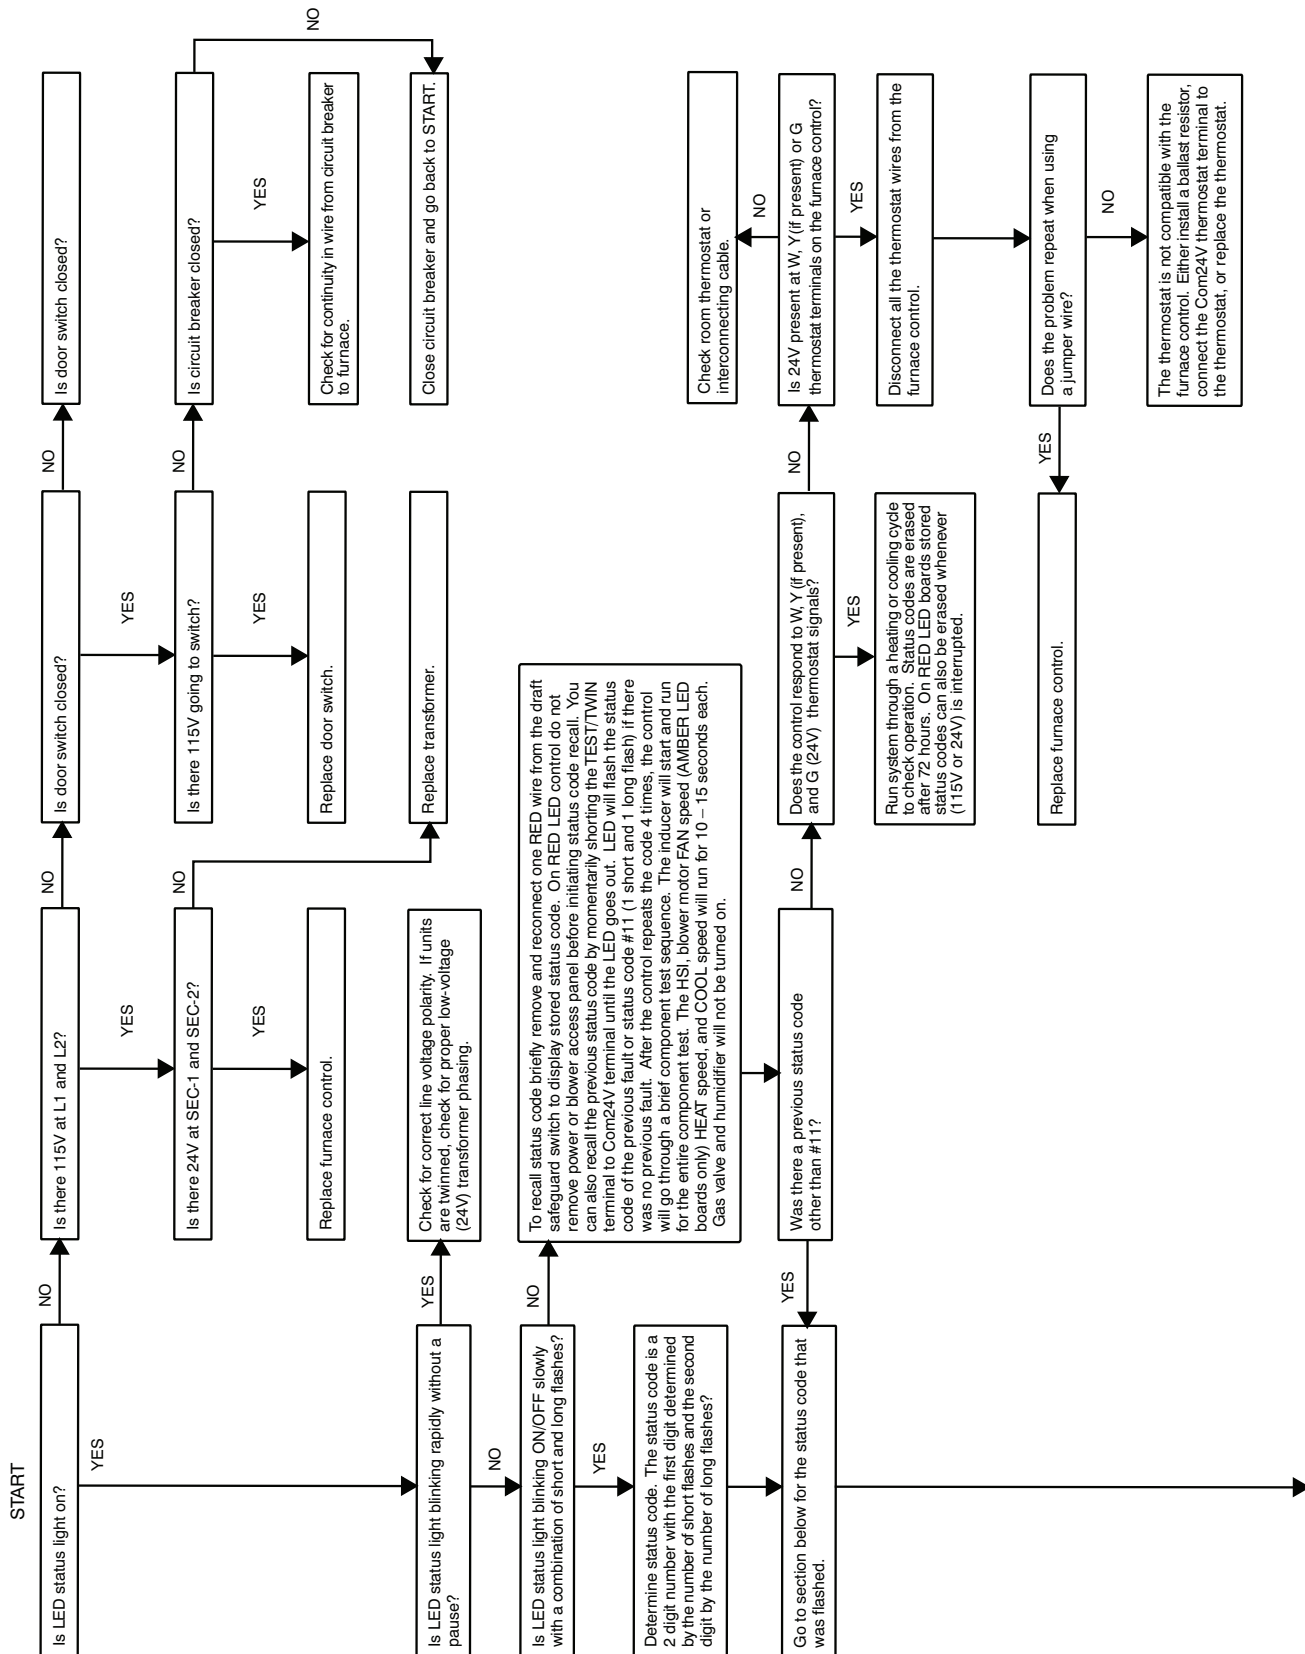 START
Is LED status light on?
NO
YES
Is there 115V at L1 and L2?
NO
YES
Is door switch closed?
NO
YES
Is door switch closed?
Is there 24V at SEC-1 and SEC-2?
NO
YES
Is there 115V going to switch?
NO
YES
Is circuit breaker closed?
NO
YES
Replace furnace control.
Replace door switch.
Check for continuity in wire from circuit breaker
to furnace.
Is LED status light blinking rapidly without a
pause?
YES
NO
Check for correct line voltage polarity. If units
are twinned, check for proper low-voltage
(24V) transformer phasing.
Replace transformer.
Close circuit breaker and go back to START.
Is LED status light blinking ON/OFF slowly
with a combination of short and long flashes?
NO
YES
To recall status code briefly remove and reconnect one RED wire from the draft
safeguard switch to display stored status code. On RED LED control do not
remove power or blower access panel before initiating status code recall. You
can also recall the previous status code by momentarily shorting the TEST/TWIN
terminal to Com24V terminal until the LED goes out. LED will flash the status
code of the previous fault or status code #11 (1 short and 1 long flash) if there
was no previous fault. After the control repeats the code 4 times, the control
will go through a brief component test sequence. The inducer will start and run
for the entire component test. The HSI, blower motor FAN speed (AMBER LED
boards only) HEAT speed, and COOL speed will run for 10 – 15 seconds each.
Gas valve and humidifier will not be turned on.
Determine status code. The status code is a
2 digit number with the first digit determined
by the number of short flashes and the second
digit by the number of long flashes?
Go to section below for the status code that
was flashed.
YES
Was there a previous status code
other than #11?
NO
Does the control respond to W, Y (if present),
and G (24V) thermostat signals?
NO
YES
Check room thermostat or
interconnecting cable.
NO
Is 24V present at W, Y (if present) or G
thermostat terminals on the furnace control?
YES
Run system through a heating or cooling cycle
to check operation. Status codes are erased
after 72 hours. On RED LED boards stored
status codes can also be erased whenever
(115V or 24V) is interrupted.
Disconnect all the thermostat wires from the
furnace control.
Replace furnace control.
YES
Does the problem repeat when using
a jumper wire?
NO
The thermostat is not compatible with the
furnace control. Either install a ballast resistor,
connect the Com24V thermostat terminal to
the thermostat, or replace the thermostat.